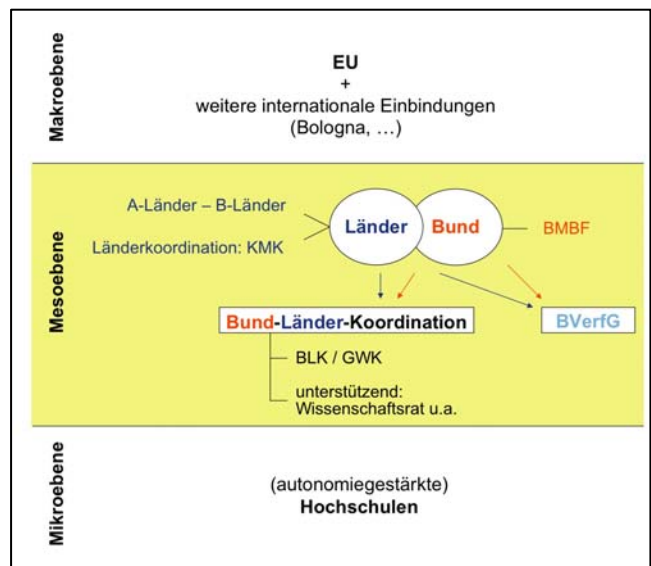 Makroebene
EU
+
weitere internationale Einbindungen
(Bologna, ...)
Mesoebene
A-Länder – B-Länder
Länderkoordination: KMK
Länder
Bund
BMBF
Bund-Länder-Koordination
BVerfG
BLK / GWK
unterstützend:
Wissenschaftsrat u.a.
Mikroebene
(autonomiegestärkte)
Hochschulen